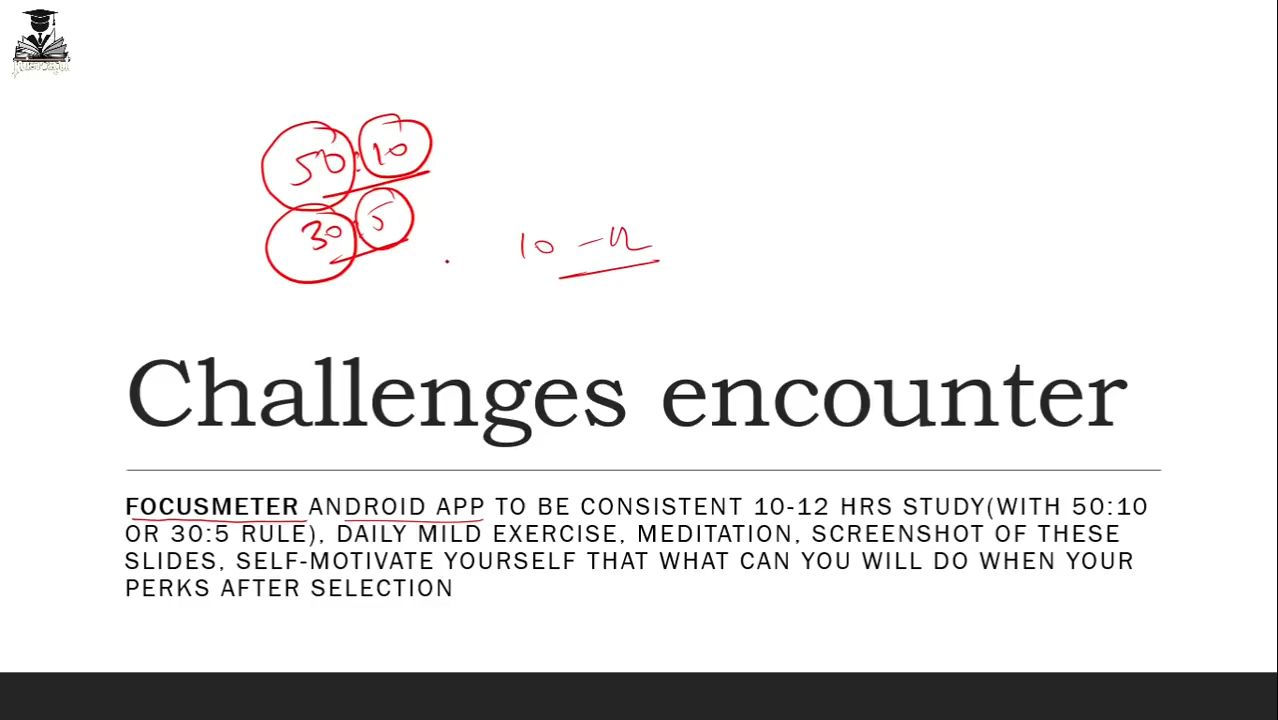 50:10
30:5
10 - 12
Challenges encounter
FOCUSMETER ANDROID APP TO BE CONSISTENT 10-12 HRS STUDY(WITH 50:10
OR 30:5 RULE), DAILY MILD EXERCISE, MEDITATION, SCREENSHOT OF THESE
SLIDES, SELF-MOTIVATE YOURSELF THAT WHAT CAN YOU WILL DO WHEN YOUR
PERKS AFTER SELECTION